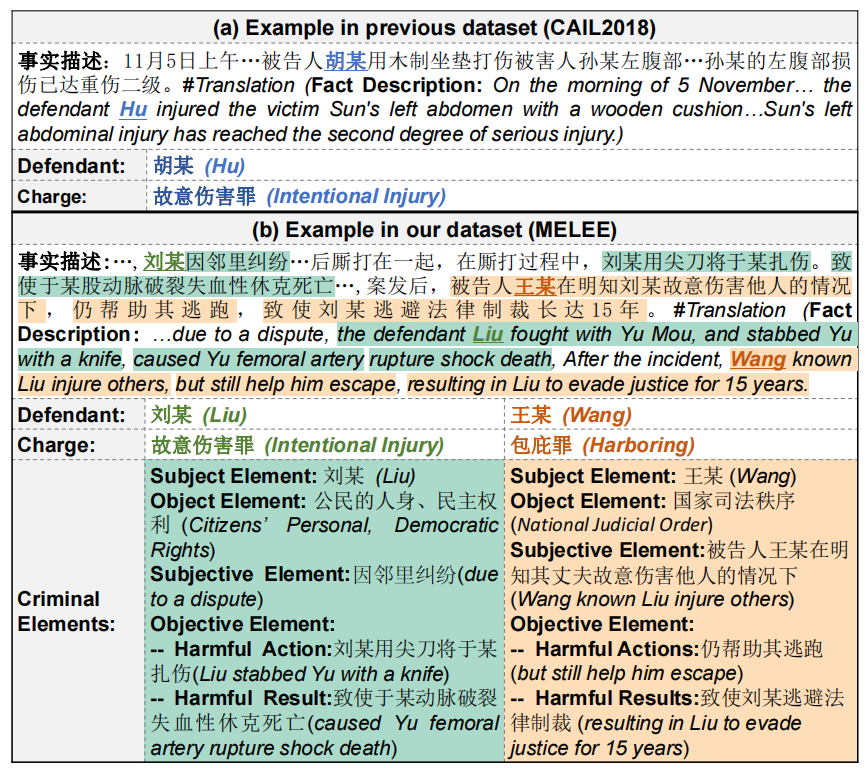 (a) Example in previous dataset (CAIL2018)
事实描述：11月5日上午…被告人胡某用木制坐垫打伤被害人孙某左腹部…孙某的左腹部损
伤已达重伤二级。#Translation (Fact Description: On the morning of 5 November… the
defendant Hu injured the victim Sun's left abdomen with a wooden cushion…Sun's left
abdominal injury has reached the second degree of serious injury.)
Defendant: 胡某 (Hu)
Charge: 故意伤害罪 (Intentional Injury)
(b) Example in our dataset (MELEE)
事实描述:…,刘某因邻里纠纷…后厮打在一起，在厮打过程中，刘某用尖刀将于某扎伤。致
使于某股动脉破裂失血性休克死亡…,案发后，被告人王某在明知刘某故意伤害他人的情况
下，仍帮助其逃跑，致使刘某逃避法律制裁长达15年。#Translation (Fact
Description: …due to a dispute, the defendant Liu fought with Yu Mou, and stabbed Yu
with a knife, caused Yu femoral artery rupture shock death, After the incident, Wang known
Liu injure others, but still help him escape, resulting in Liu to evade justice for 15 years.
Defendant: 刘某 (Liu) 王某 (Wang)
Charge: 故意伤害罪 (Intentional Injury) 包庇罪 (Harboring)
Criminal
Elements:
Subject Element: 刘某 (Liu)
Object Element: 公民的人身、民主权
利 (Citizens' Personal, Democratic
Rights)
Subjective Element:因邻里纠纷(due
to a dispute)
Objective Element:
-- Harmful Action:刘某用尖刀将于某
扎伤(Liu stabbed Yu with a knife)
-- Harmful Result:致使于某动脉破裂
失血性休克死亡(caused Yu femoral
artery rupture shock death)
Subject Element: 王某 (Wang)
Object Element: 国家司法秩序
(National Judicial Order)
Subjective Element:被告人王某在明
知其丈夫故意伤害他人的情况下
(Wang known Liu injure others)
Objective Element:
-- Harmful Actions:仍帮助其逃跑
(but still help him escape)
-- Harmful Results:致使刘某逃避法
律制裁 (resulting in Liu to evade
justice for 15 years)